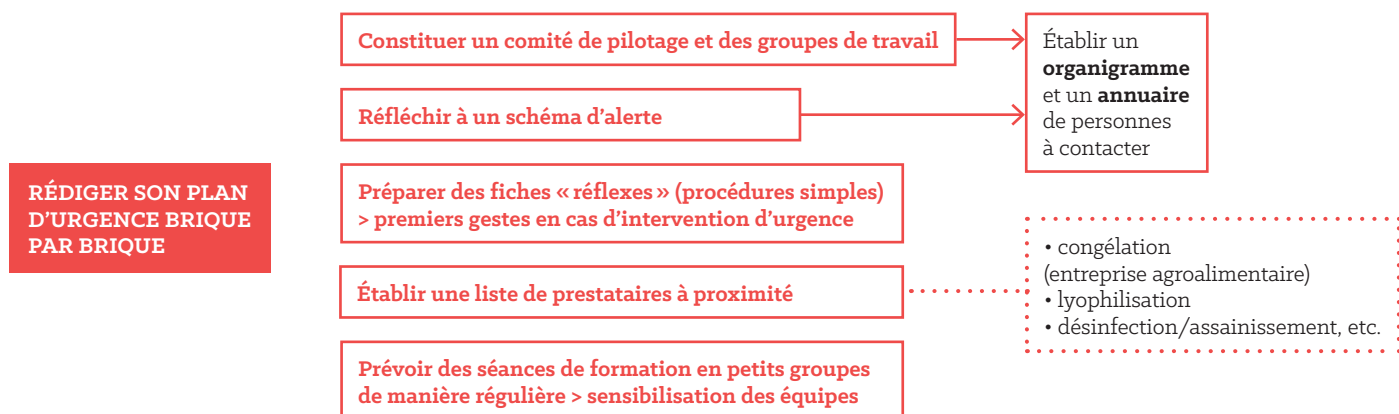 RÉDIGER SON PLAN
D’URGENCE BRIQUE
PAR BRIQUE
Constituer un comité de pilotage et des groupes de travail
Réfléchir à un schéma d’alerte
Établir un
organigramme
et un annuaire
de personnes
à contacter
Préparer des fiches « réflexes » (procédures simples)
> premiers gestes en cas d’intervention d’urgence
Établir une liste de prestataires à proximité
• congélation
(entreprise agroalimentaire)
• lyophilisation
• désinfection/assainissement, etc.
Prévoir des séances de formation en petits groupes
de manière régulière > sensibilisation des équipes